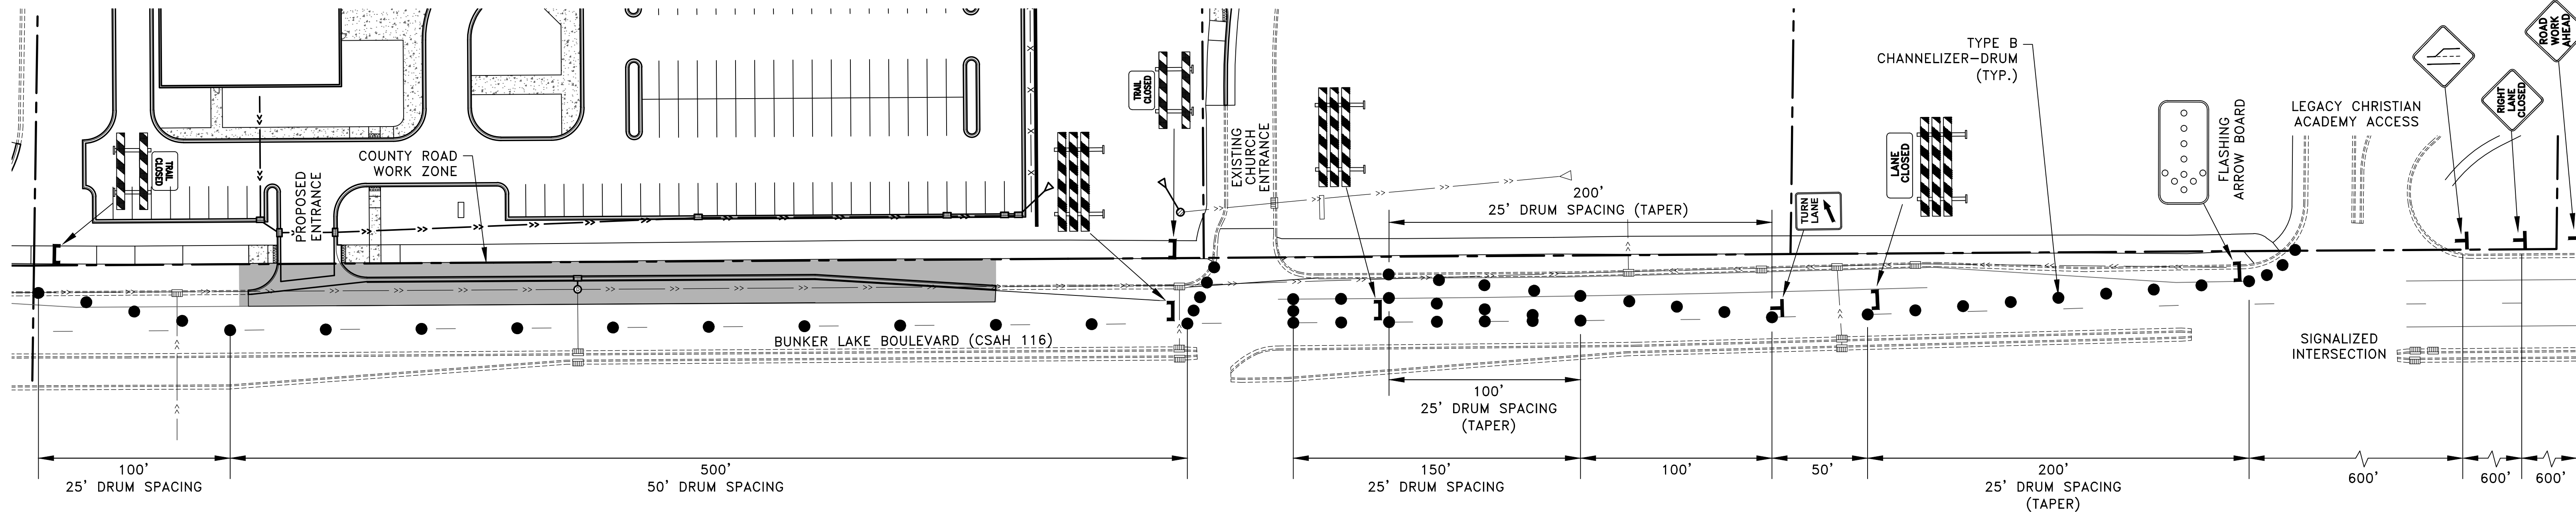 TRAIL
CLOSED
COUNTY ROAD
WORK ZONE
PROPOSED
ENTRANCE
TRAIL
CLOSED
EXISTING
CHURCH
ENTRANCE
200'
25' DRUM SPACING (TAPER)
TURN
LANE
LANE
CLOSED
TYPE B
CHANNELIZER-DRUM
(TYP.)
FLASHING
ARROW BOARD
LEGACY CHRISTIAN
ACADEMY ACCESS
RIGHT
LANE
CLOSED
ROAD
WORK
AHEAD
BUNKER LAKE BOULEVARD (CSAH 116)
SIGNALIZED
INTERSECTION
100'
25' DRUM SPACING
(TAPER)
100'
25' DRUM SPACING
500'
50' DRUM SPACING
150'
25' DRUM SPACING
100'
50'
200'
25' DRUM SPACING
(TAPER)
600'
600'
600'